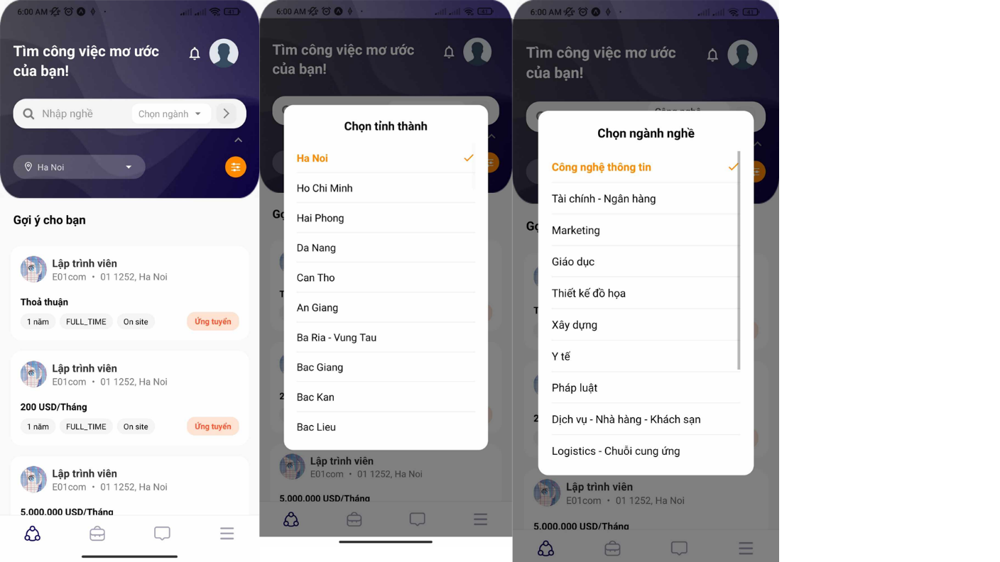 6:00 AM
41
Tìm công việc mơ ước
của bạn!
Nhập nghề
Chọn ngành
Ha Noi
Gợi ý cho bạn
Lập trình viên
E01com • 01 1252, Ha Noi
Thoả thuận
1 năm
FULL_TIME
On site
Ứng tuyển
Lập trình viên
E01com • 01 1252, Ha Noi
200 USD/Tháng
1 năm
FULL_TIME
On site
Ứng tuyển
Lập trình viên
E01com • 01 1252, Ha Noi
5.000.000 USD/Tháng
6:00 AM
41
Tìm công việc mơ ước
của bạn!
Chọn tỉnh thành
Ha Noi
Ho Chi Minh
Hai Phong
Da Nang
Can Tho
An Giang
Ba Ria - Vung Tau
Bac Giang
Bac Kan
Bac Lieu
Lập trình viên
E01com • 01 1252, Ha Noi
5.000.000 USD/Tháng
6:00 AM
41
Tìm công việc mơ ước
của bạn!
Chọn ngành nghề
Công nghệ thông tin
Tài chính - Ngân hàng
Marketing
Giáo dục
Thiết kế đồ họa
Xây dựng
Y tế
Pháp luật
Dịch vụ - Nhà hàng - Khách sạn
Logistics - Chuỗi cung ứng
Lập trình viên
E01com • 01 1252, Ha Noi
5.000.000 USD/Tháng